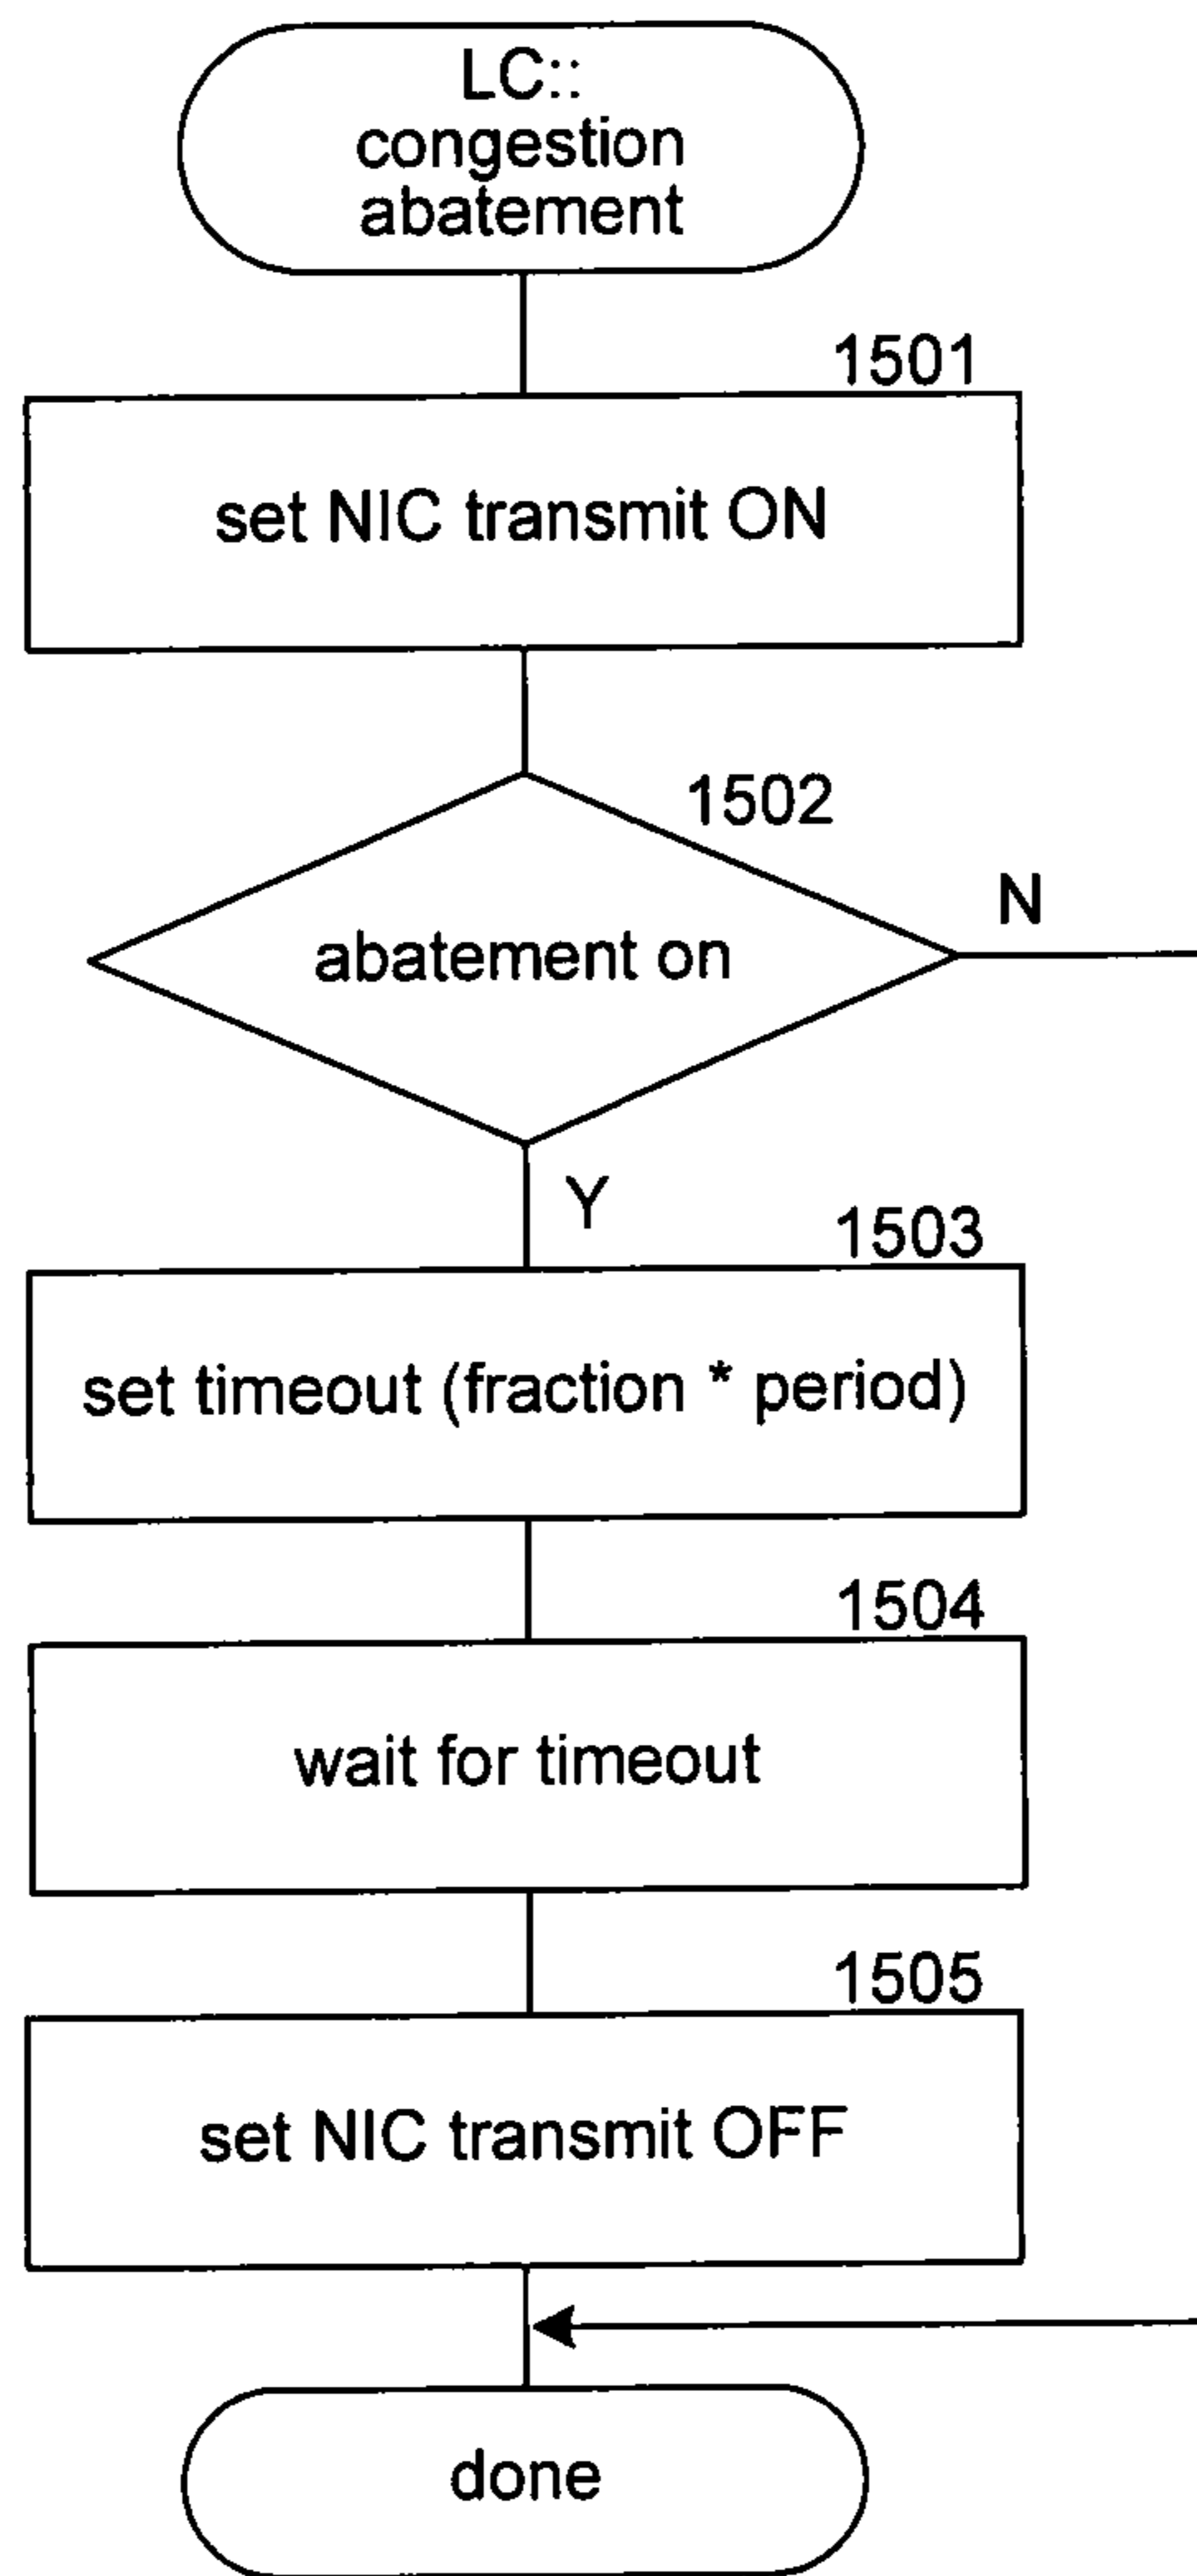 LC::
congestion
abatement
1501
set NIC transmit ON
1502
N
abatement on
Y
1503
set timeout (fraction * period)
1504
wait for timeout
1505
set NIC transmit OFF
done